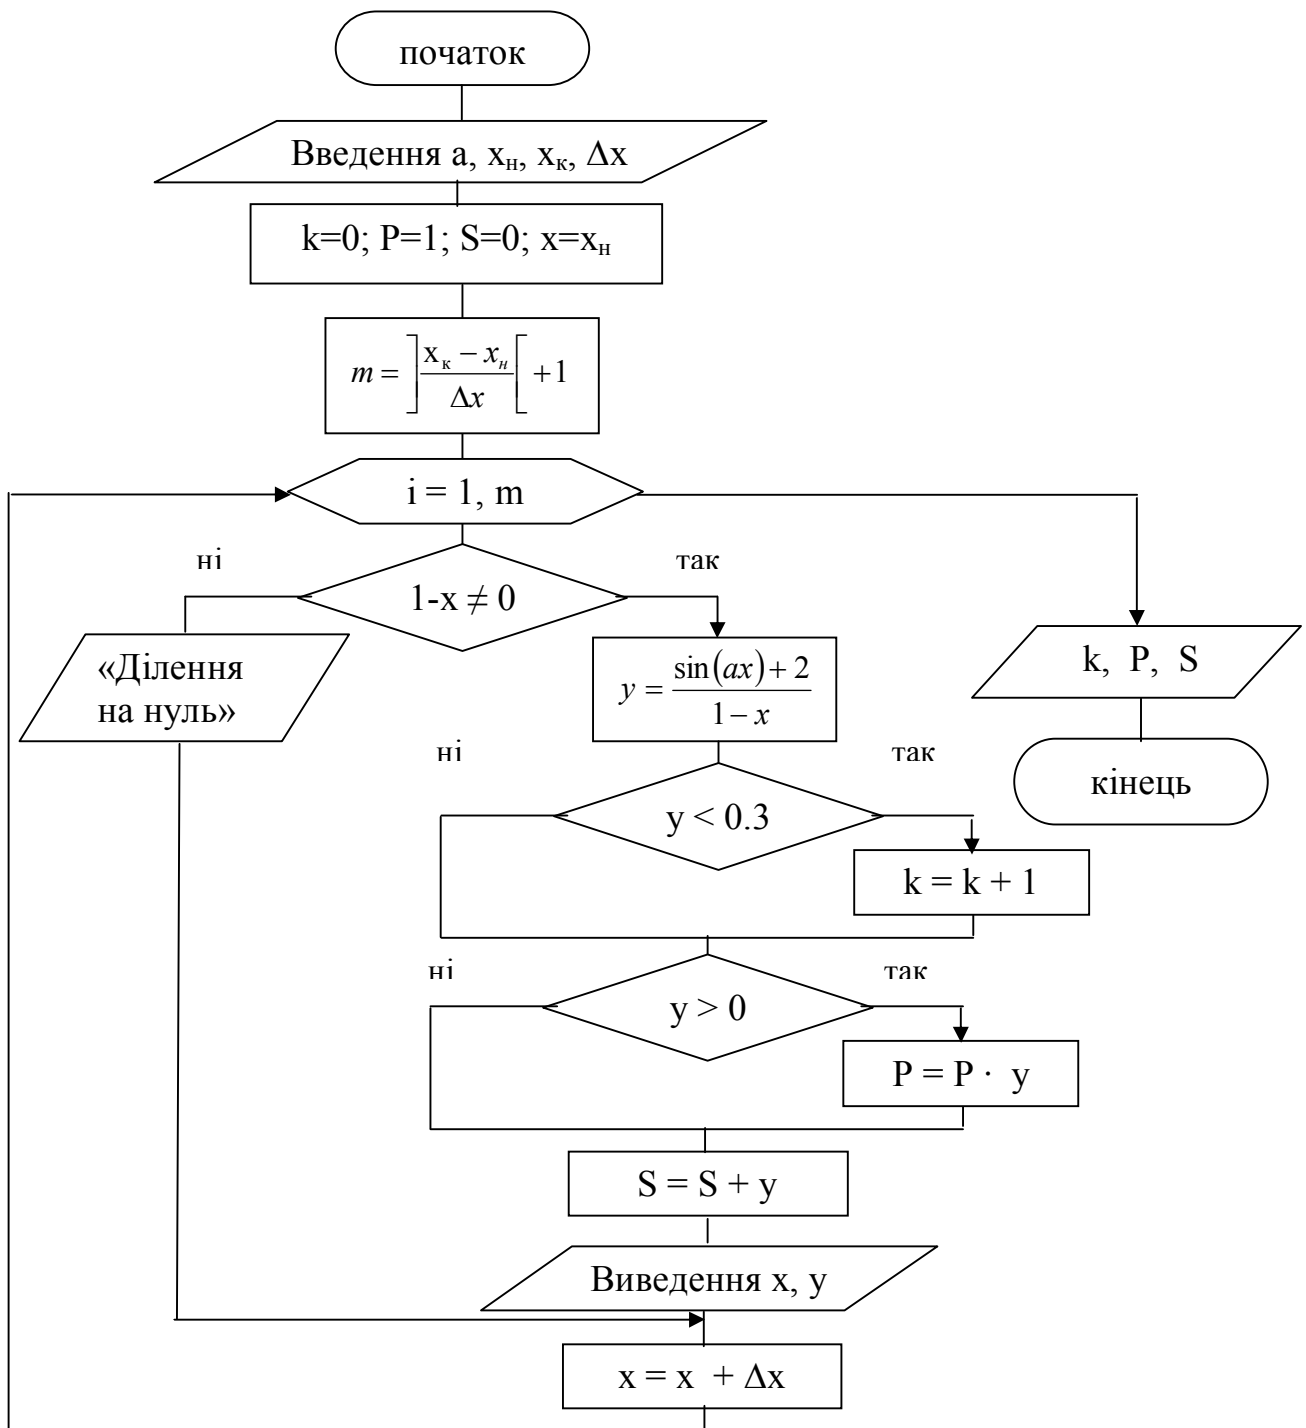 початок
Введення a, xн, xк, Δx
k=0; P=1; S=0; x=xн
m = ]xк − xн / Δx[ + 1
i = 1, m
ні
так
1-x ≠ 0
«Ділення
на нуль»
y = sin(ax) + 2 / 1 − x
k, P, S
кінець
ні
так
y < 0.3
k = k + 1
ні
так
y > 0
P = P · y
S = S + y
Виведення x, y
x = x + Δx